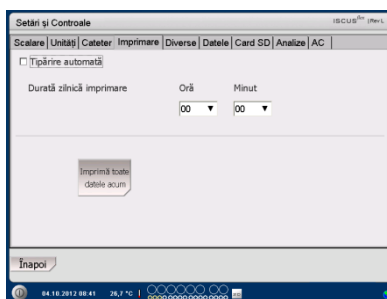 Setări și Controale ISCUS flex
Scalare Unități Cateter Imprimare Diverse Datele Card SD Analize AC
Tipărire automată
Durată zilnică imprimare Oră Minut
00 00
Imprimă toate
datele acum
Înapoi
04.10.2012 08:41 26,7 °C